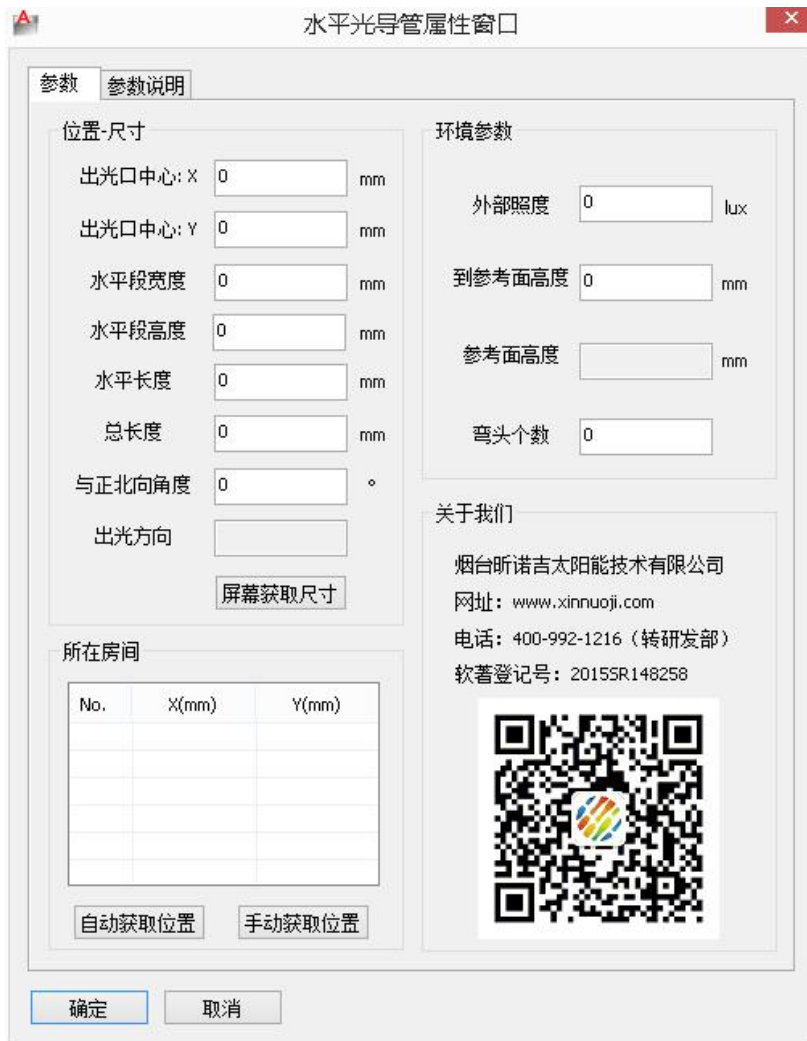 水平光导管属性窗口
参数 参数说明
位置-尺寸
出光口中心: X 0 mm
出光口中心: Y 0 mm
水平段宽度 0 mm
水平段高度 0 mm
水平长度 0 mm
总长度 0 mm
与正北向角度 0 °
出光方向
屏幕获取尺寸
所在房间
No. X(mm) Y(mm)
自动获取位置 手动获取位置
环境参数
外部照度 0 lux
到参考面高度 0 mm
参考面高度 mm
弯头个数 0
关于我们
烟台昕诺吉太阳能技术有限公司
网址：www.xinnuoji.com
电话：400-992-1216（转研发部）
软著登记号：2015SR148258
确定 取消